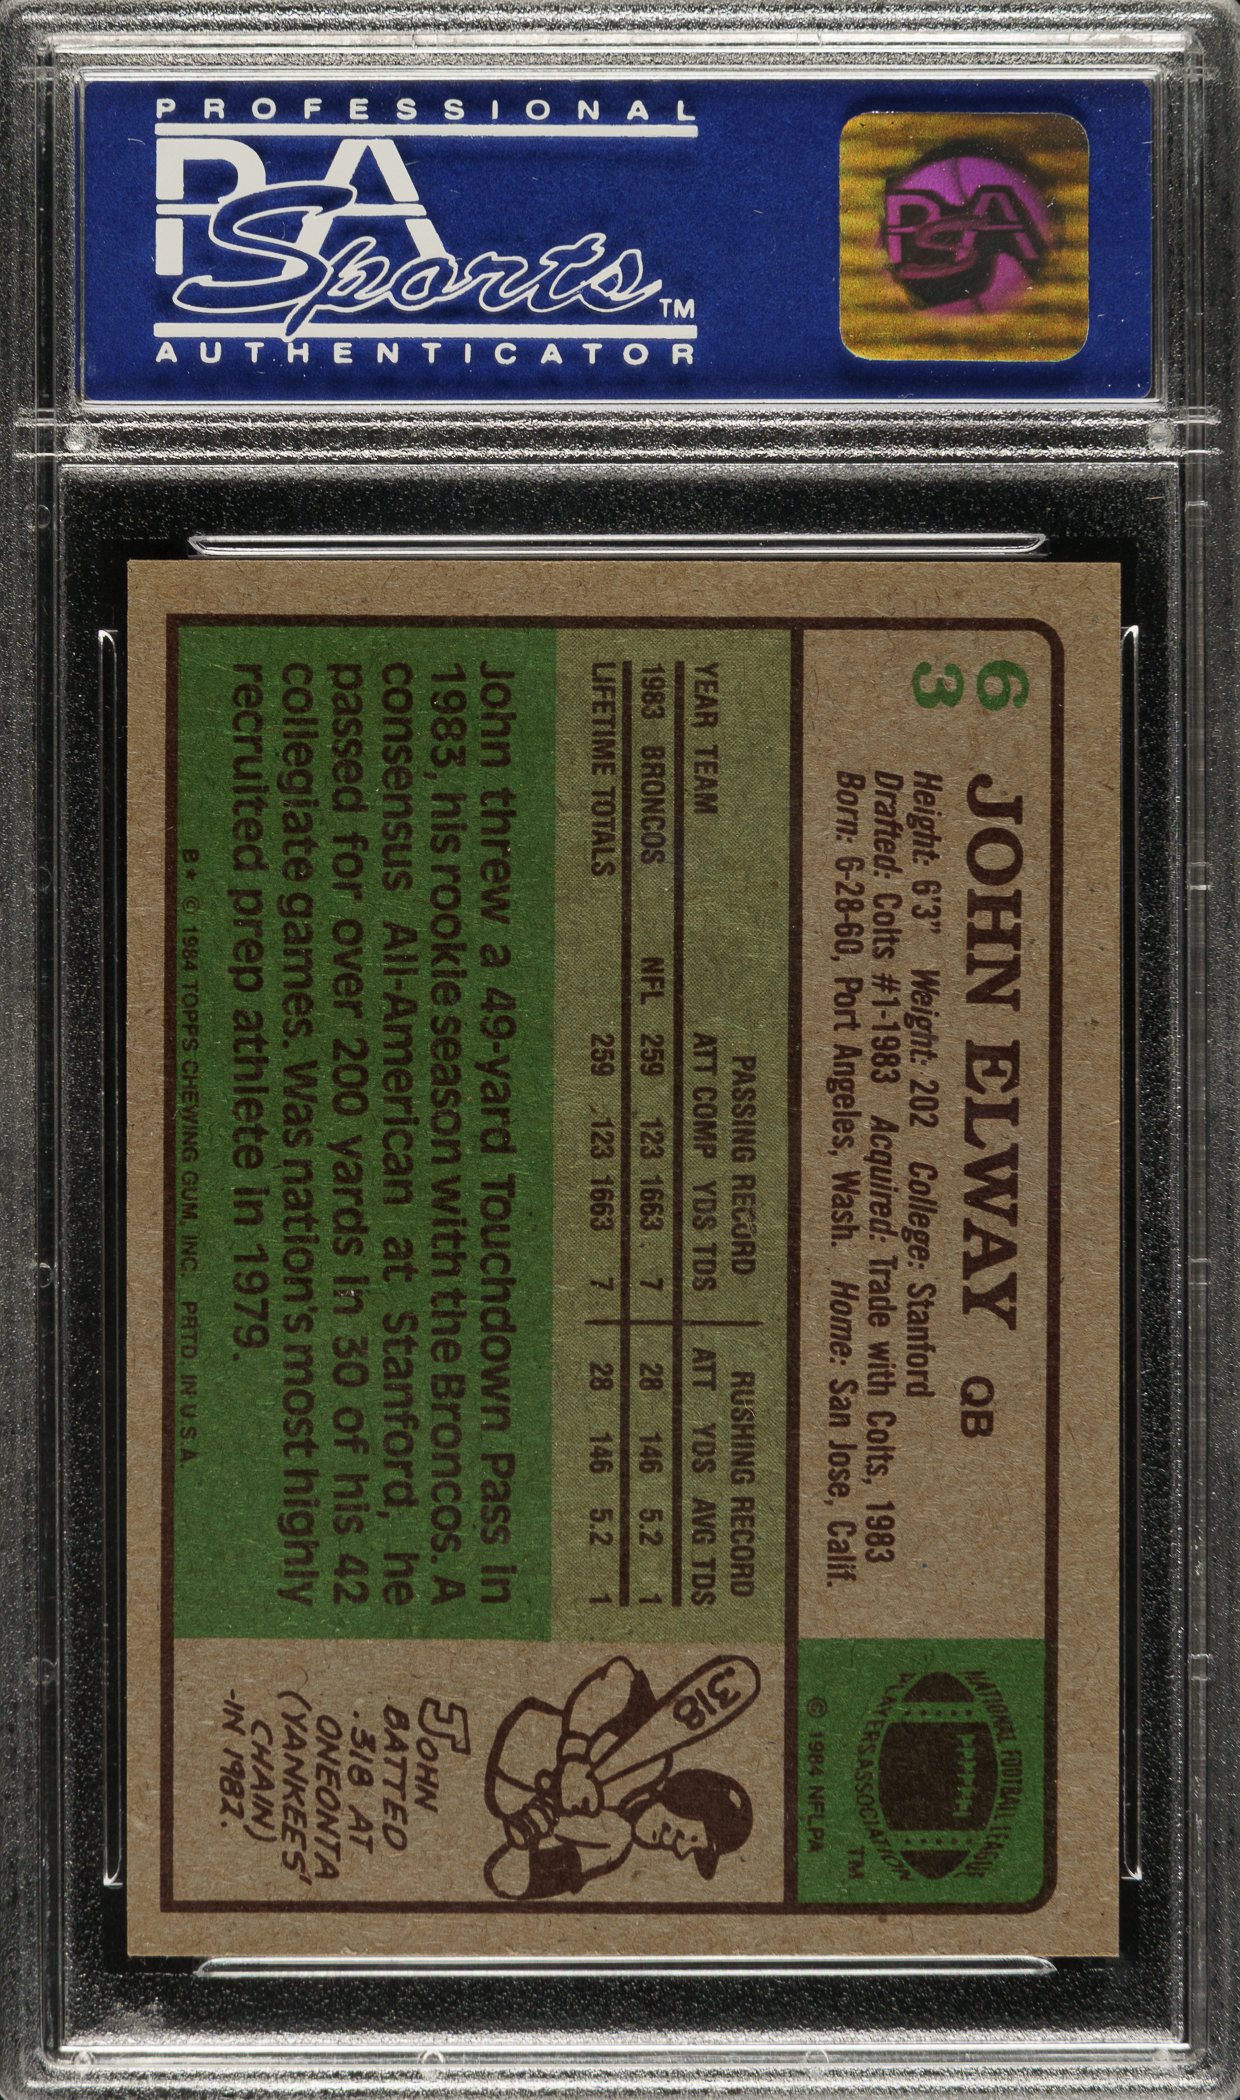 PROFESSIONAL
PSA
Sports™
AUTHENTICATOR
PSA
63
JOHN ELWAY QB
Height: 6'3" Weight: 202 College: Stanford
Drafted: Colts #1-1983 Acquired: Trade with Colts, 1983
Born: 6-28-60, Port Angeles, Wash. Home: San Jose, Calif.
NATIONAL FOOTBALL LEAGUE
PLAYERS ASSOCIATION
TM
© 1984 NFLPA
PASSING RECORD RUSHING RECORD
YEAR TEAM ATT COMP YDS TDS ATT YDS AVG TDS
1983 BRONCOS NFL 259 123 1663 7 28 146 5.2 1
LIFETIME TOTALS 259 123 1663 7 28 146 5.2 1
John threw a 49-yard Touchdown Pass in
1983, his rookie season with the Broncos. A
consensus All-American at Stanford, he
passed for over 200 yards in 30 of his 42
collegiate games. Was nation's most highly
recruited prep athlete in 1979.
B* © 1984 TOPPS CHEWING GUM, INC. PRTD. IN U.S.A.
318
JOHN
BATTED
.318 AT
ONEONTA
(YANKEES'
CHAIN)
IN 1982.